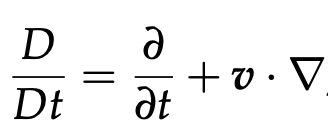 D/Dt = ∂/∂t + v · ∇,